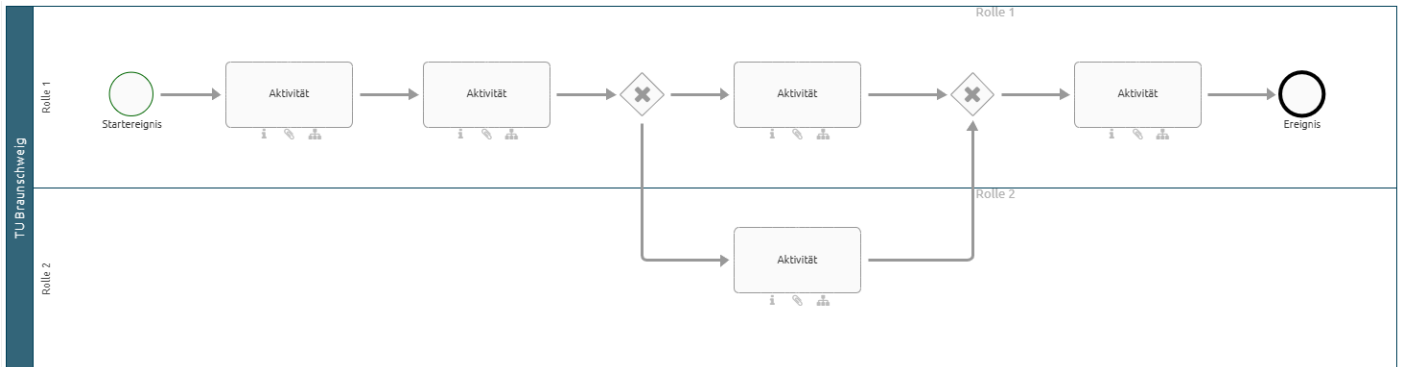 Rolle 1
TU Braunschweig
Rolle 1
Startereignis
Aktivität
Aktivität
Aktivität
Aktivität
Ereignis
Rolle 2
Rolle 2
Aktivität